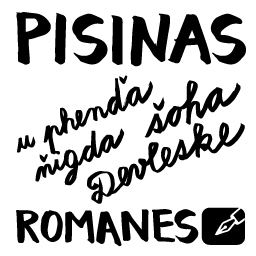 PISINAS
u phenďa
ňigda šoha
Devleske
ROMANES